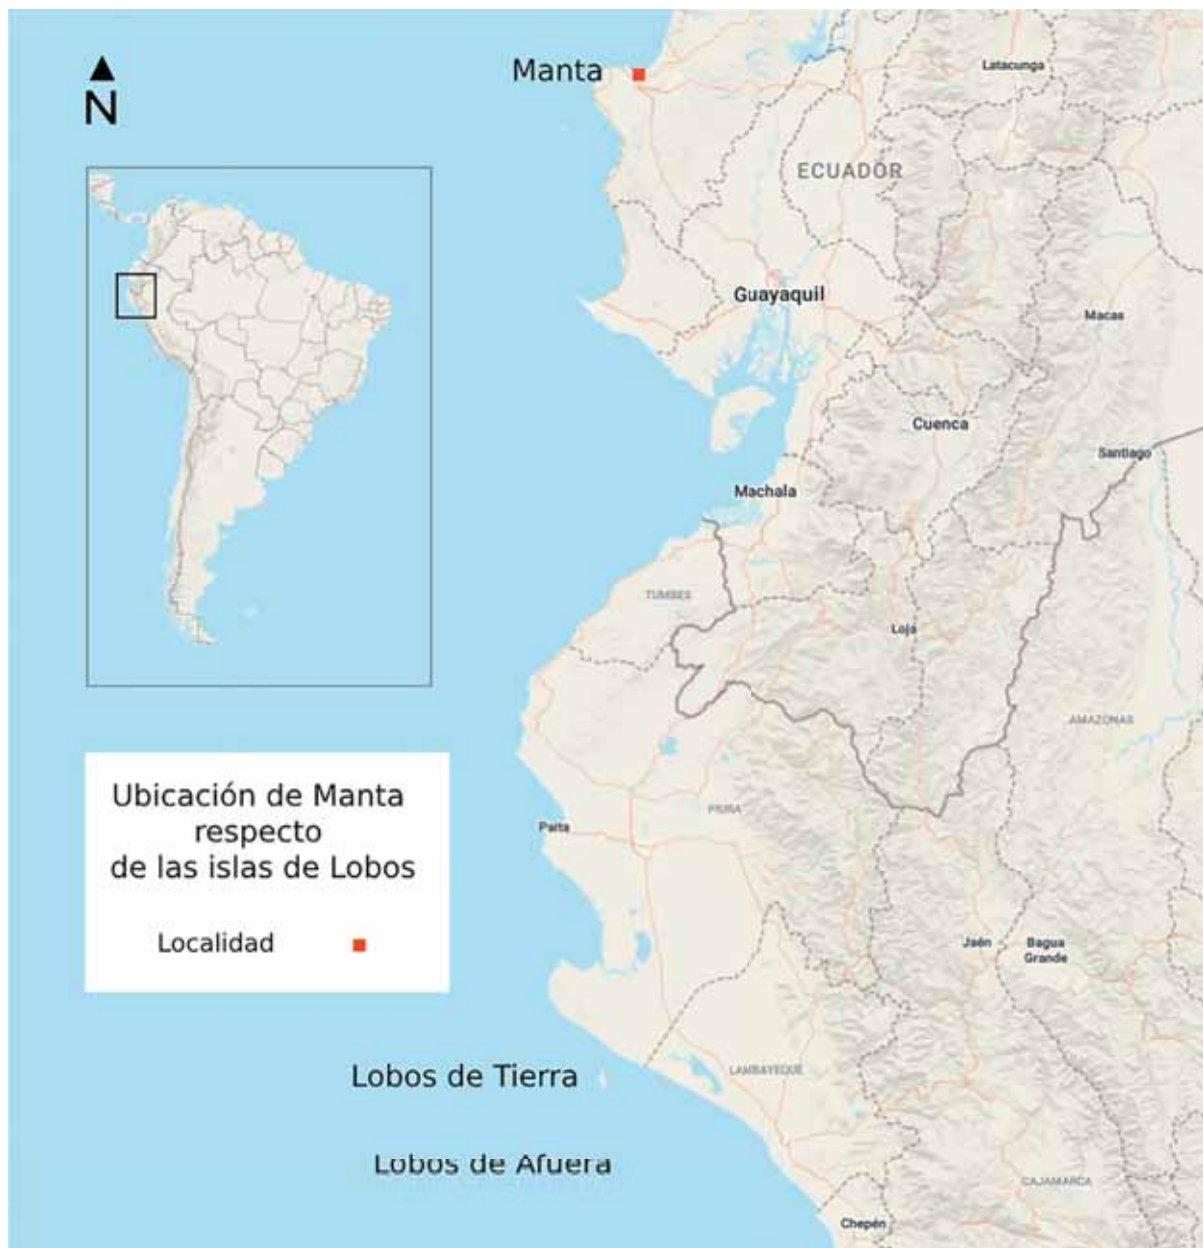 Manta
Latacunga
N
ECUADOR
Guayaquil
Macas
Cuenca
Santiago
Machala
TUMBES
Loja
AMAZONAS
Ubicación de Manta
respecto
de las islas de Lobos
Localidad
PIURA
Paita
Jaén
Bagua
Grande
Lobos de Tierra
LAMBAYEQUE
Lobos de Afuera
CAJAMARCA
Chepén